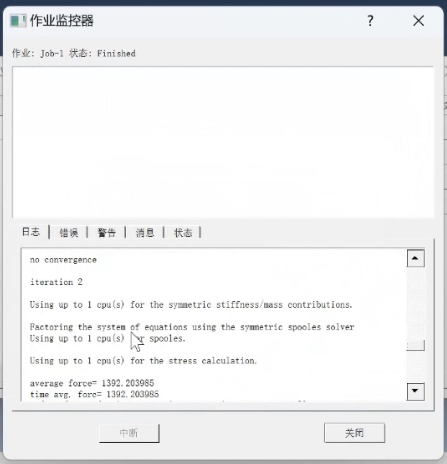 作业监控器
?
作业: Job-1 状态: Finished
日志
错误
警告
消息
状态
no convergence
iteration 2
Using up to 1 cpu(s) for the symmetric stiffness/mass contributions.
Factoring the system of equations using the symmetric spooles solver
Using up to 1 cpu(s) for spooles.
Using up to 1 cpu(s) for the stress calculation.
average force= 1392.203985
time avg. forc= 1392.203985
中断
关闭